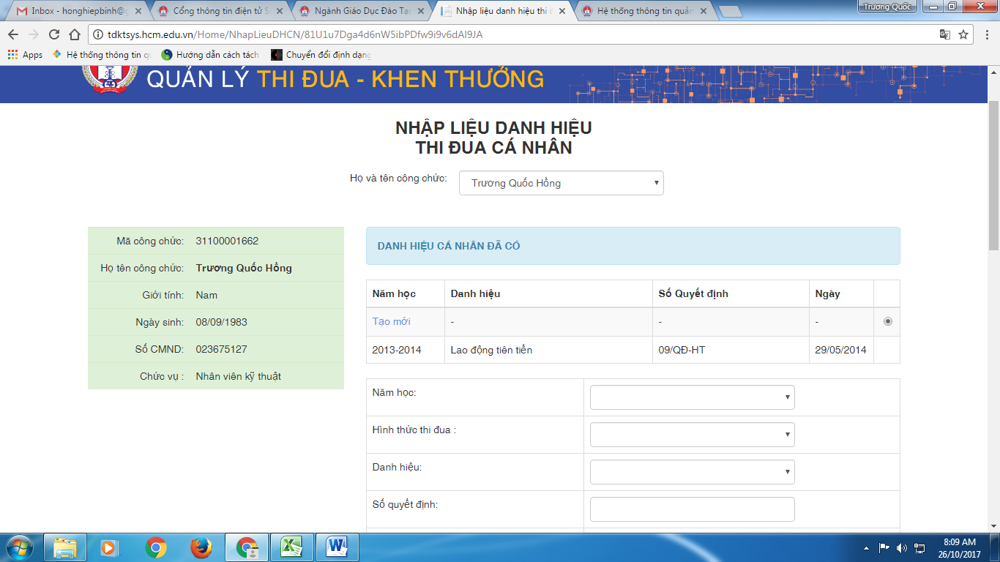 Inbox - honghiepbinh@g
Cổng thông tin điện tử S
Ngành Giáo Dục Đào Tạo
Nhập liệu danh hiệu thi đ
Hệ thống thông tin quản
Trương Quốc
tdktsys.hcm.edu.vn/Home/NhapLieuDHCN/81U1u7Dga4d6nW5ibPDfw9i9v6dAI9JA
Apps Hệ thống thông tin qu Hướng dẫn cách tách Chuyển đổi định dạng
QUẢN LÝ THI ĐUA - KHEN THƯỞNG
NHẬP LIỆU DANH HIỆU
THI ĐUA CÁ NHÂN
Họ và tên công chức: Trương Quốc Hồng
Mã công chức: 31100001662
Họ tên công chức: Trương Quốc Hồng
Giới tính: Nam
Ngày sinh: 08/09/1983
Số CMND: 023675127
Chức vụ : Nhân viên kỹ thuật
DANH HIỆU CÁ NHÂN ĐÃ CÓ
Năm học Danh hiệu Số Quyết định Ngày
Tạo mới - - -
2013-2014 Lao động tiên tiến 09/QĐ-HT 29/05/2014
Năm học:
Hình thức thi đua :
Danh hiệu:
Số quyết định:
8:09 AM
26/10/2017